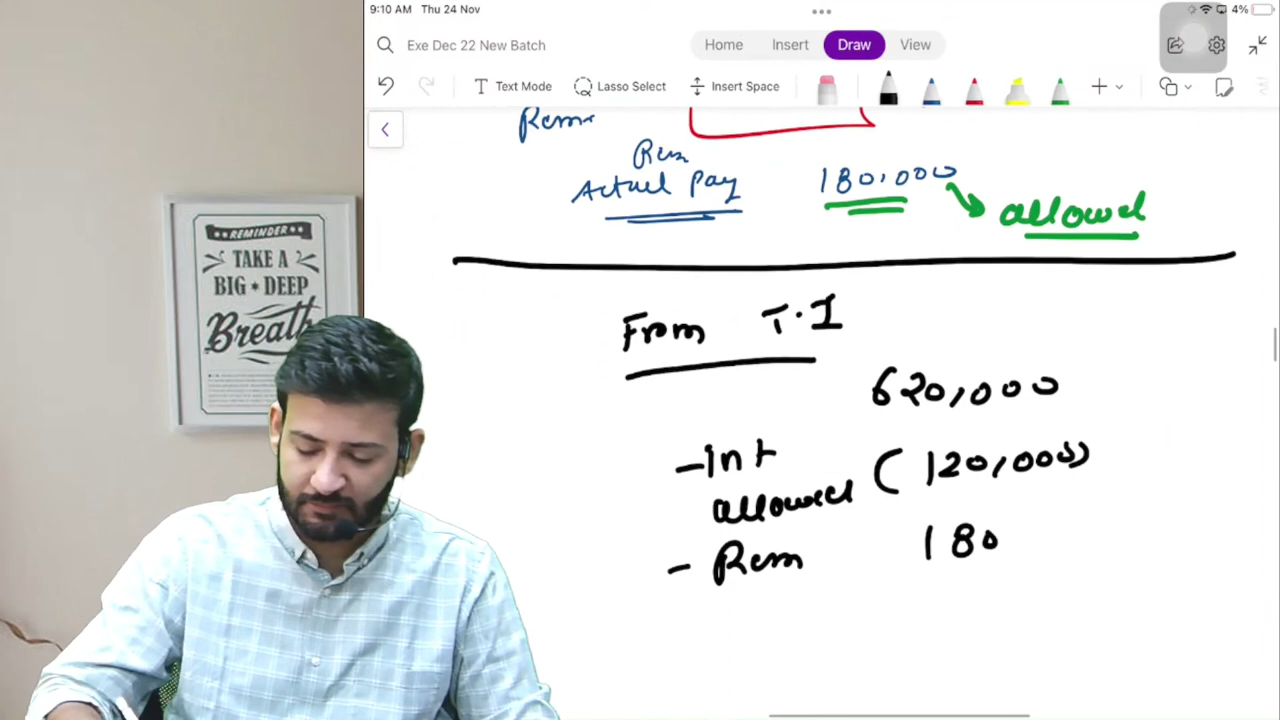 9:10 AM Thu 24 Nov
4%
Exe Dec 22 New Batch
Home Insert Draw View
Text Mode Lasso Select Insert Space
Rem
Rem
Actual Pay 180,000
allowed
From T.I
620,000
- Int
allowed (120,000)
- Rem 180
REMINDER
TAKE A
BIG DEEP
Breath